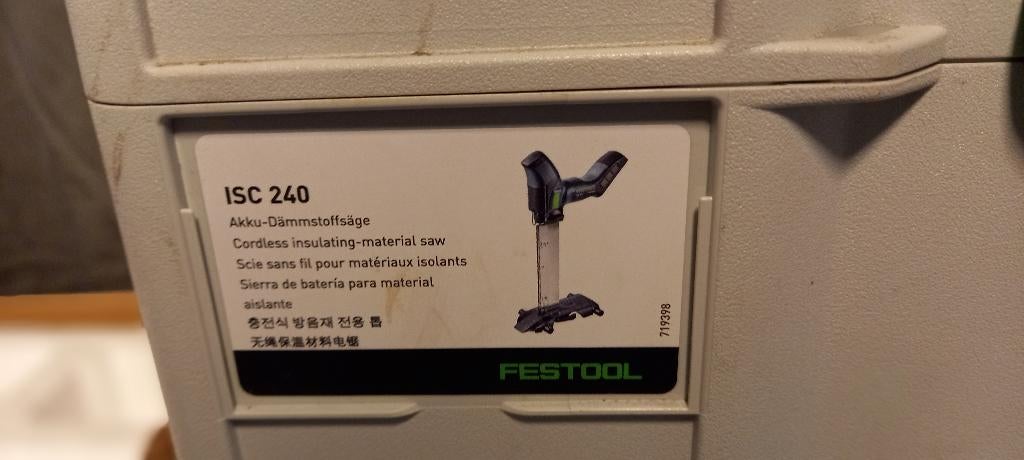 ISC 240
Akku-Dämmstoffsäge
Cordless insulating-material saw
Scie sans fil pour matériaux isolants
Sierra de batería para material
aislante
충전식 방음재 전용 톱
无绳保温材料电锯
719398
FESTOOL